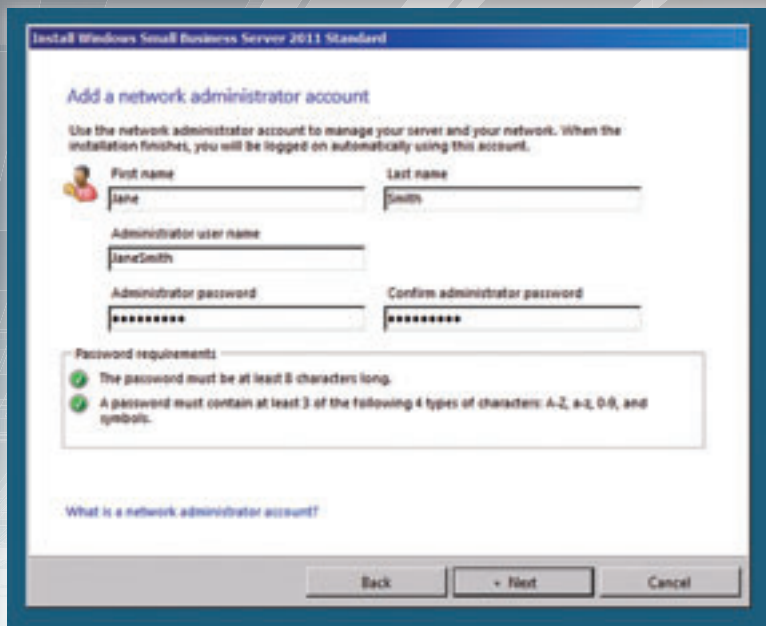 Install Windows Small Business Server 2011 Standard
Add a network administrator account
Use the network administrator account to manage your server and your network. When the
installation finishes, you will be logged on automatically using this account.
First name Last name
Jane Smith
Administrator user name
JaneSmith
Administrator password Confirm administrator password
••••••••• •••••••••
Password requirements
The password must be at least 8 characters long.
A password must contain at least 3 of the following 4 types of characters: A-Z, a-z, 0-9, and
symbols.
What is a network administrator account?
Back Next Cancel